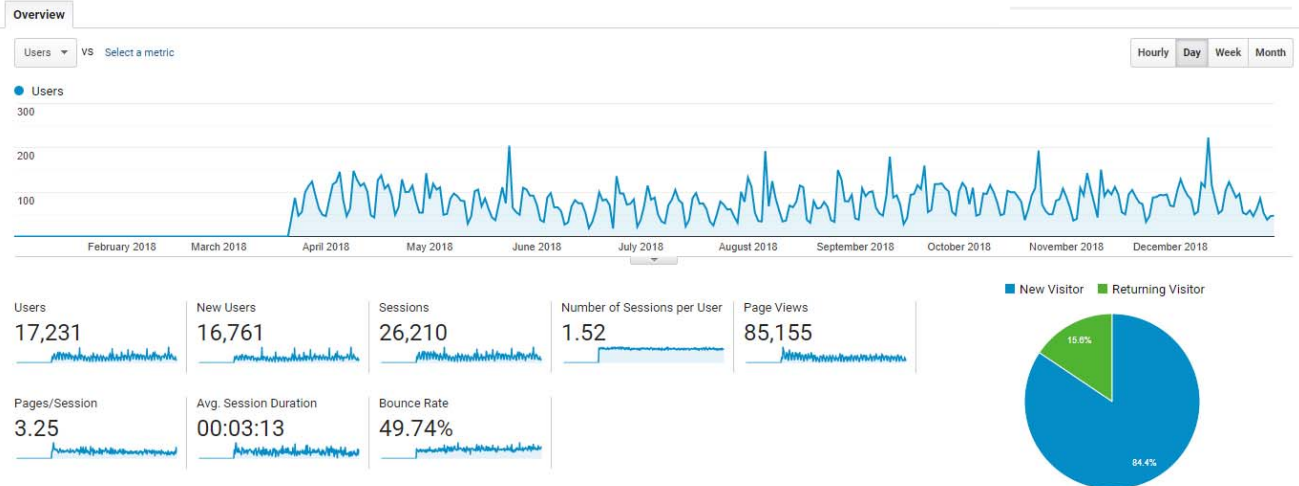 Overview
Users VS Select a metric
Hourly Day Week Month
Users
300
200
100
February 2018 March 2018 April 2018 May 2018 June 2018 July 2018 August 2018 September 2018 October 2018 November 2018 December 2018
New Visitor Returning Visitor
Users New Users Sessions Number of Sessions per User Page Views
17,231 16,761 26,210 1.52 85,155
Pages/Session Avg. Session Duration Bounce Rate
3.25 00:03:13 49.74%
15.6%
84.4%